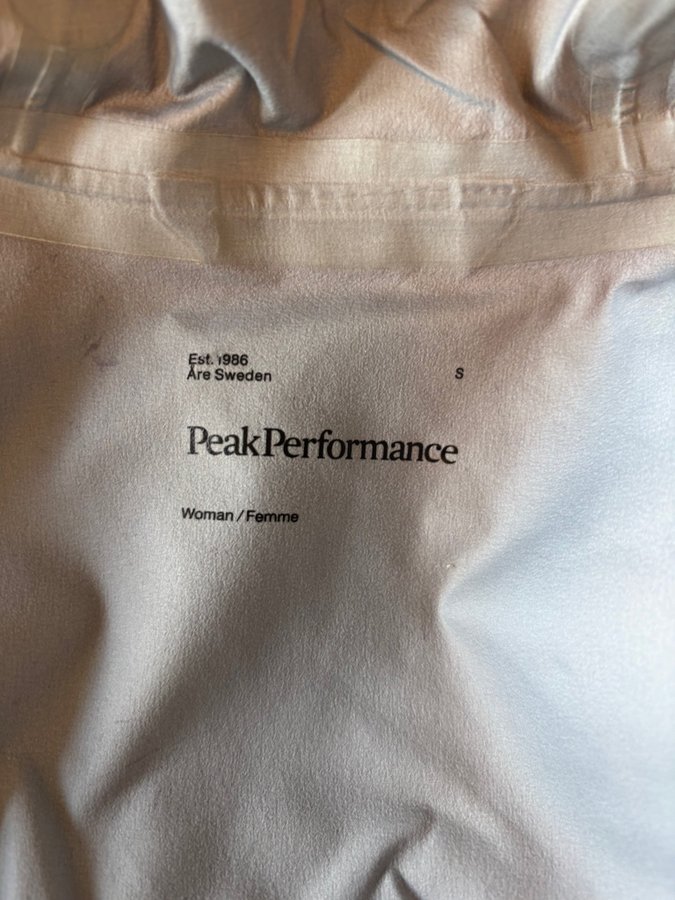 Est. 1986
Åre Sweden
S
PeakPerformance
Woman / Femme